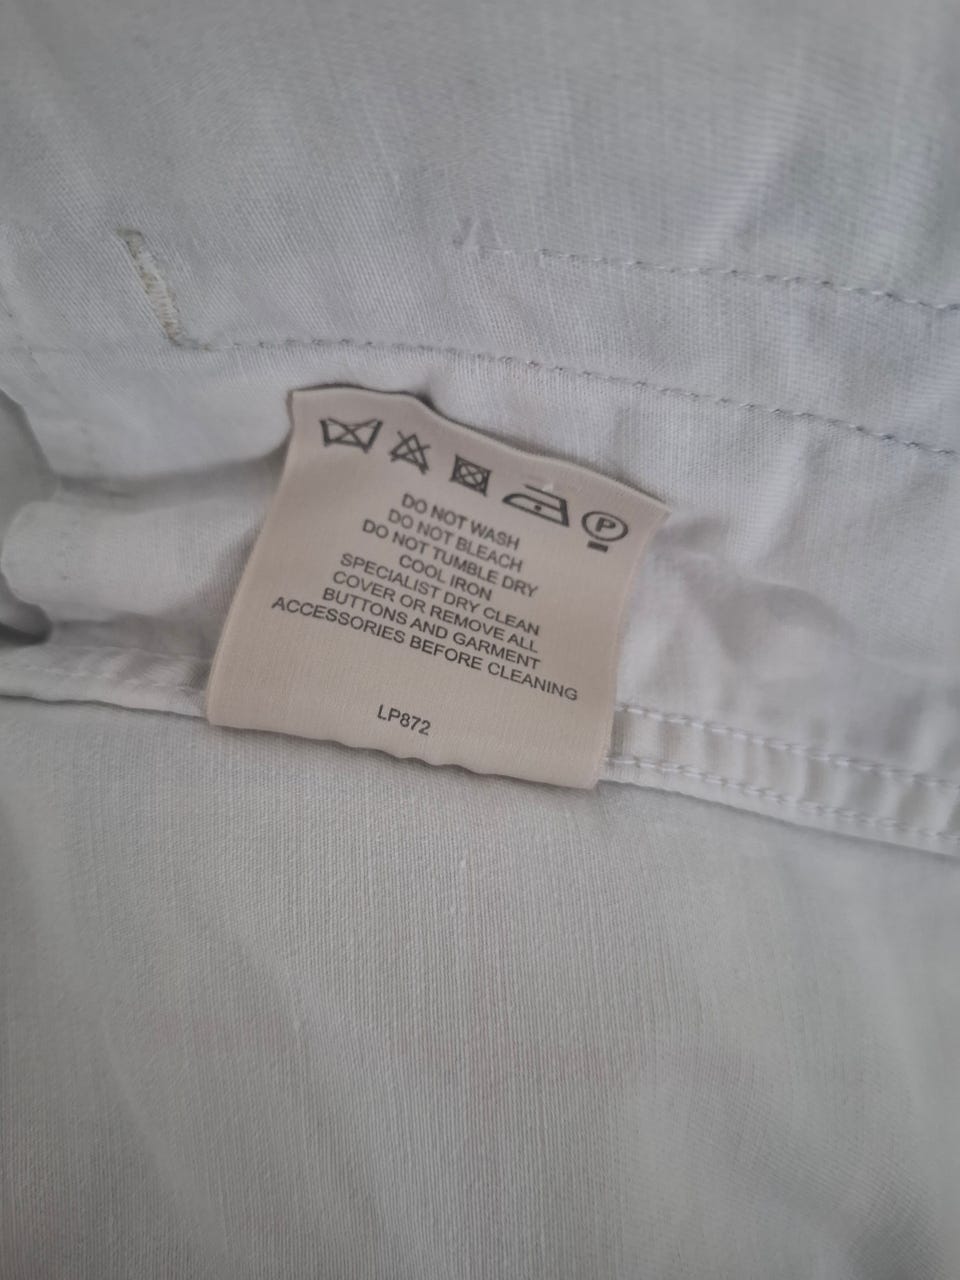 P
DO NOT WASH
DO NOT BLEACH
DO NOT TUMBLE DRY
COOL IRON
SPECIALIST DRY CLEAN
COVER OR REMOVE ALL
BUTTONS AND GARMENT
ACCESSORIES BEFORE CLEANING
LP872